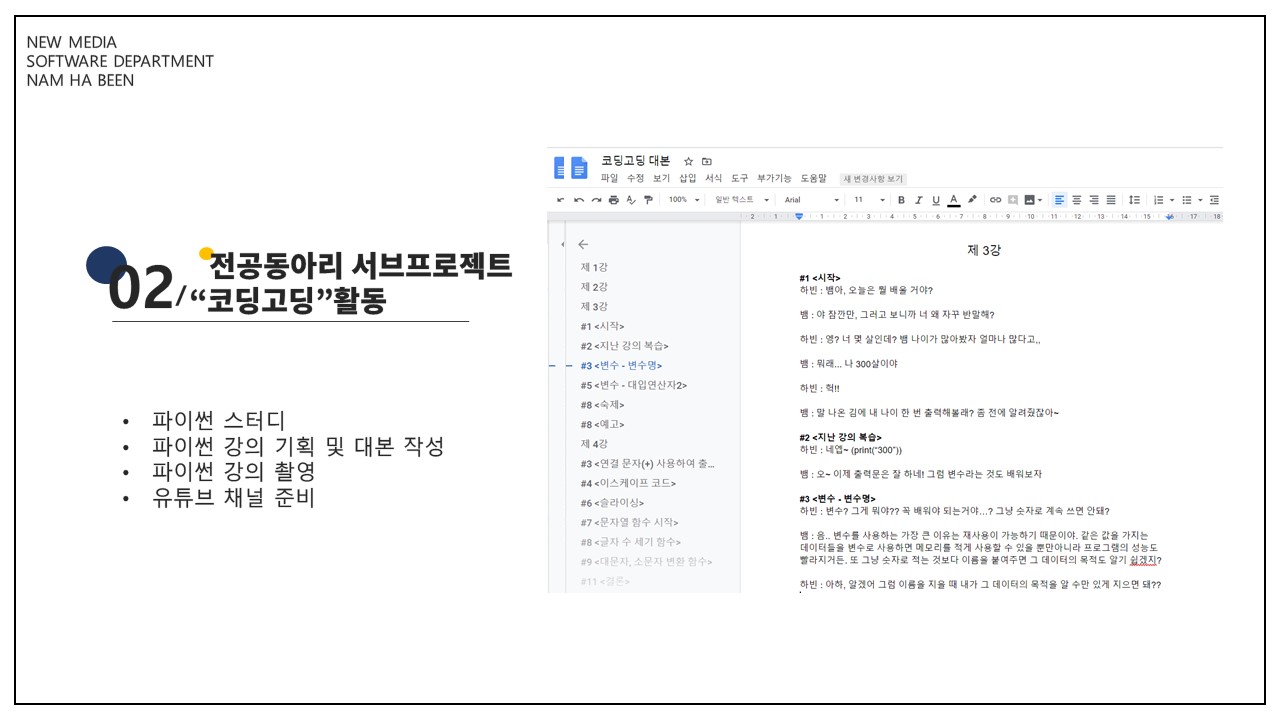 NEW MEDIA
SOFTWARE DEPARTMENT
NAM HA BEEN
02/
전공동아리 서브프로젝트
“코딩고딩”활동
• 파이썬 스터디
• 파이썬 강의 기획 및 대본 작성
• 파이썬 강의 촬영
• 유튜브 채널 준비
코딩고딩 대본
파일 수정 보기 삽입 서식 도구 부가기능 도움말 새 변경사항 보기
100% 일반 텍스트 Arial 11 B I U A
2 1 1 2 3 4 5 6 7 8 9 10 11 12 13 14 15 17 18
제 1강
제 2강
제 3강
#1 <시작>
#2 <지난 강의 복습>
#3 <변수 - 변수명>
#5 <변수 - 대입연산자2>
#8 <숙제>
#8 <예고>
제 4강
#3 <연결 문자(+) 사용하여 출...
#4 <이스케이프 코드>
#6 <슬라이싱>
#7 <문자열 함수 시작>
#8 <글자 수 세기 함수>
#9 <대문자, 소문자 변환 함수>
#11 <결론>
제 3강
#1 <시작>
하빈 : 뱀아, 오늘은 뭘 배울 거야?
뱀 : 야 잠깐만, 그러고 보니까 너 왜 자꾸 반말해?
하빈 : 엥? 너 몇 살인데? 뱀 나이가 많아봤자 얼마나 많다고,,
뱀 : 뭐래... 나 300살이야
하빈 : 헉!!
뱀 : 말 나온 김에 내 나이 한 번 출력해볼래? 좀 전에 알려줬잖아~
#2 <지난 강의 복습>
하빈 : 네엡~ (print(“300”))
뱀 : 오~ 이제 출력문은 잘 하네! 그럼 변수라는 것도 배워보자
#3 <변수 - 변수명>
하빈 : 변수? 그게 뭐야?? 꼭 배워야 되는거야...? 그냥 숫자로 계속 쓰면 안돼?
뱀 : 음.. 변수를 사용하는 가장 큰 이유는 재사용이 가능하기 때문이야. 같은 값을 가지는
데이터들을 변수로 사용하면 메모리를 적게 사용할 수 있을 뿐만아니라 프로그램의 성능도
빨라지거든. 또 그냥 숫자로 적는 것보다 이름을 붙여주면 그 데이터의 목적도 알기 쉽겠지?
하빈 : 아하, 알겠어 그럼 이름을 지을 때 내가 그 데이터의 목적을 알 수만 있게 지으면 돼??